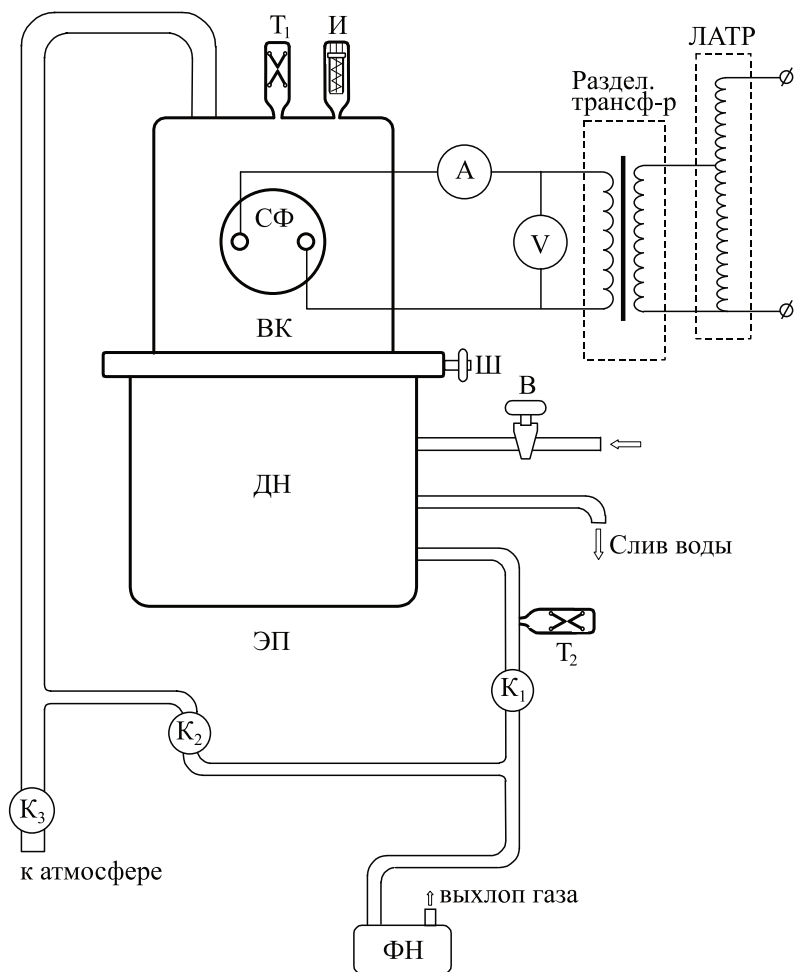 Т₁
И
ЛАТР
Раздел.
трансф-р
А
СФ
V
ВК
Ш
В
ДН
Слив воды
ЭП
Т₂
К₁
К₂
К₃
к атмосфере
выхлоп газа
ФН